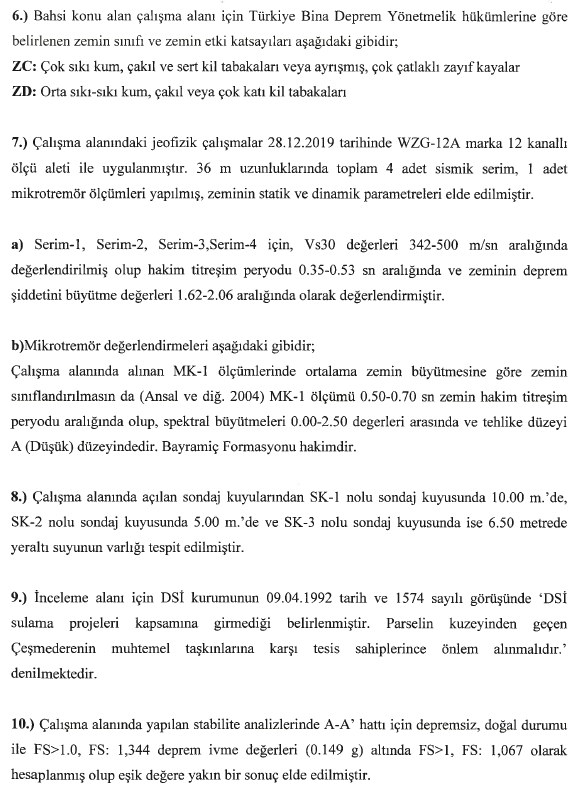 6.) Bahsi konu alan çalışma alanı için Türkiye Bina Deprem Yönetmelik hükümlerine göre
belirlenen zemin sınıfı ve zemin etki katsayıları aşağıdaki gibidir;
ZC: Çok sıkı kum, çakıl ve sert kil tabakaları veya ayrışmış, çok çatlaklı zayıf kayalar
ZD: Orta sıkı-sıkı kum, çakıl veya çok katı kil tabakaları
7.) Çalışma alanındaki jeofizik çalışmalar 28.12.2019 tarihinde WZG-12A marka 12 kanallı
ölçü aleti ile uygulanmıştır. 36 m uzunluklarında toplam 4 adet sismik serim, 1 adet
mikrotremör ölçümleri yapılmış, zeminin statik ve dinamik parametreleri elde edilmiştir.
a) Serim-1, Serim-2, Serim-3,Serim-4 için, Vs30 değerleri 342-500 m/sn aralığında
değerlendirilmiş olup hakim titreşim peryodu 0.35-0.53 sn aralığında ve zeminin deprem
şiddetini büyütme değerleri 1.62-2.06 aralığında olarak değerlendirmiştir.
b)Mikrotremör değerlendirmeleri aşağıdaki gibidir;
Çalışma alanında alınan MK-1 ölçümlerinde ortalama zemin büyütmesine göre zemin
sınıflandırılmasın da (Ansal ve diğ. 2004) MK-1 ölçümü 0.50-0.70 sn zemin hakim titreşim
peryodu aralığında olup, spektral büyütmeleri 0.00-2.50 degerleri arasında ve tehlike düzeyi
A (Düşük) düzeyindedir. Bayramiç Formasyonu hakimdir.
8.) Çalışma alanında açılan sondaj kuyularından SK-1 nolu sondaj kuyusunda 10.00 m.'de,
SK-2 nolu sondaj kuyusunda 5.00 m.'de ve SK-3 nolu sondaj kuyusunda ise 6.50 metrede
yeraltı suyunun varlığı tespit edilmiştir.
9.) İnceleme alanı için DSİ kurumunun 09.04.1992 tarih ve 1574 sayılı görüşünde 'DSİ
sulama projeleri kapsamına girmediği belirlenmiştir. Parselin kuzeyinden geçen
Çeşmederenin muhtemel taşkınlarına karşı tesis sahiplerince önlem alınmalıdır.'
denilmektedir.
10.) Çalışma alanında yapılan stabilite analizlerinde A-A' hattı için depremsiz, doğal durumu
ile FS>1.0, FS: 1,344 deprem ivme değerleri (0.149 g) altında FS>1, FS: 1,067 olarak
hesaplanmış olup eşik değere yakın bir sonuç elde edilmiştir.